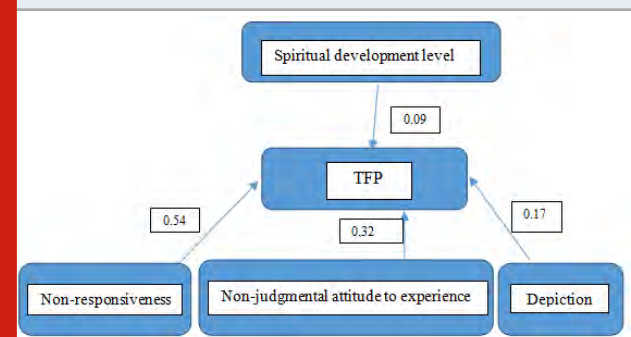 Spiritual development level
0.09
TFP
0.54
0.32
0.17
Non-responsiveness
Non-judgmental attitude to experience
Depiction